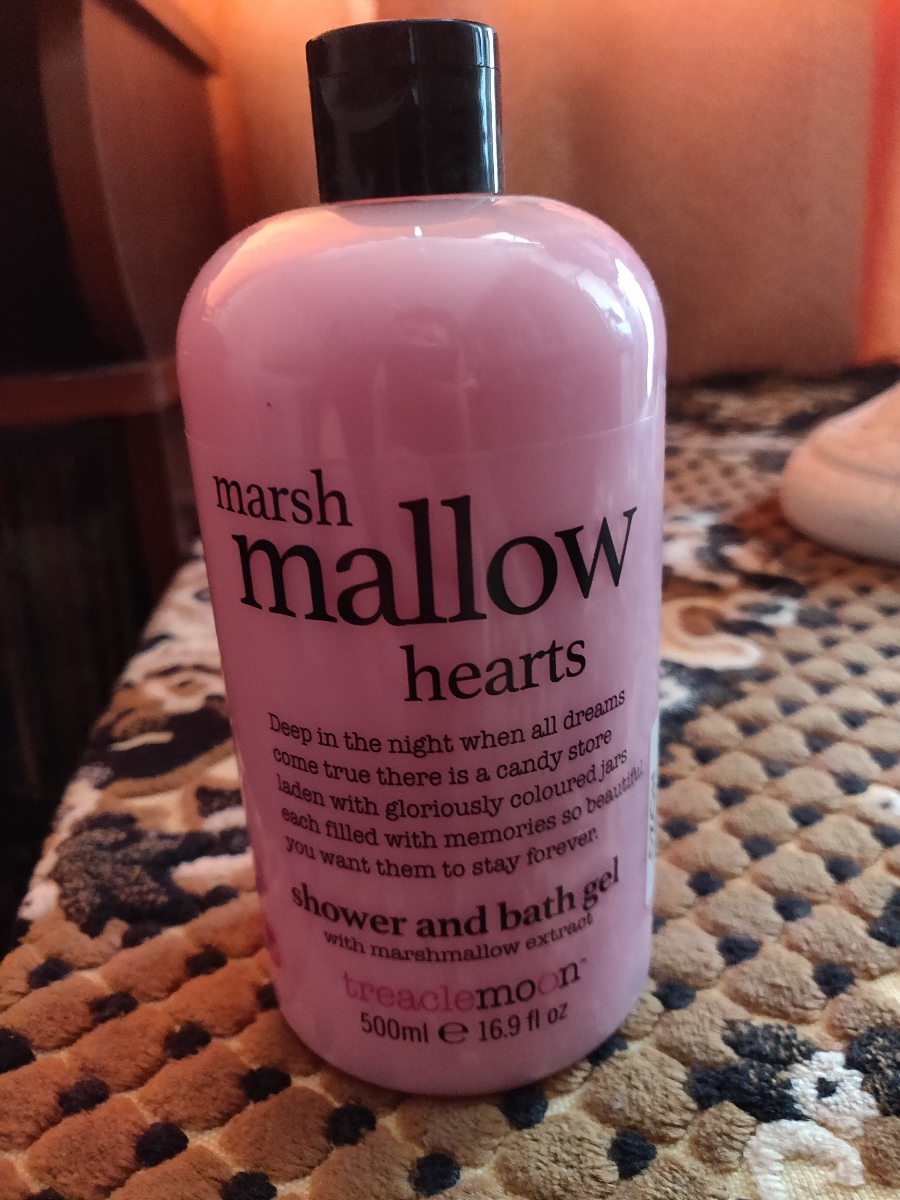 marsh
mallow
hearts
Deep in the night when all dreams
come true there is a candy store
laden with gloriously coloured jars
each filled with memories so beautiful
you want them to stay forever.
shower and bath gel
with marshmallow extract
treaclemoon™
500ml ℮ 16.9 fl oz